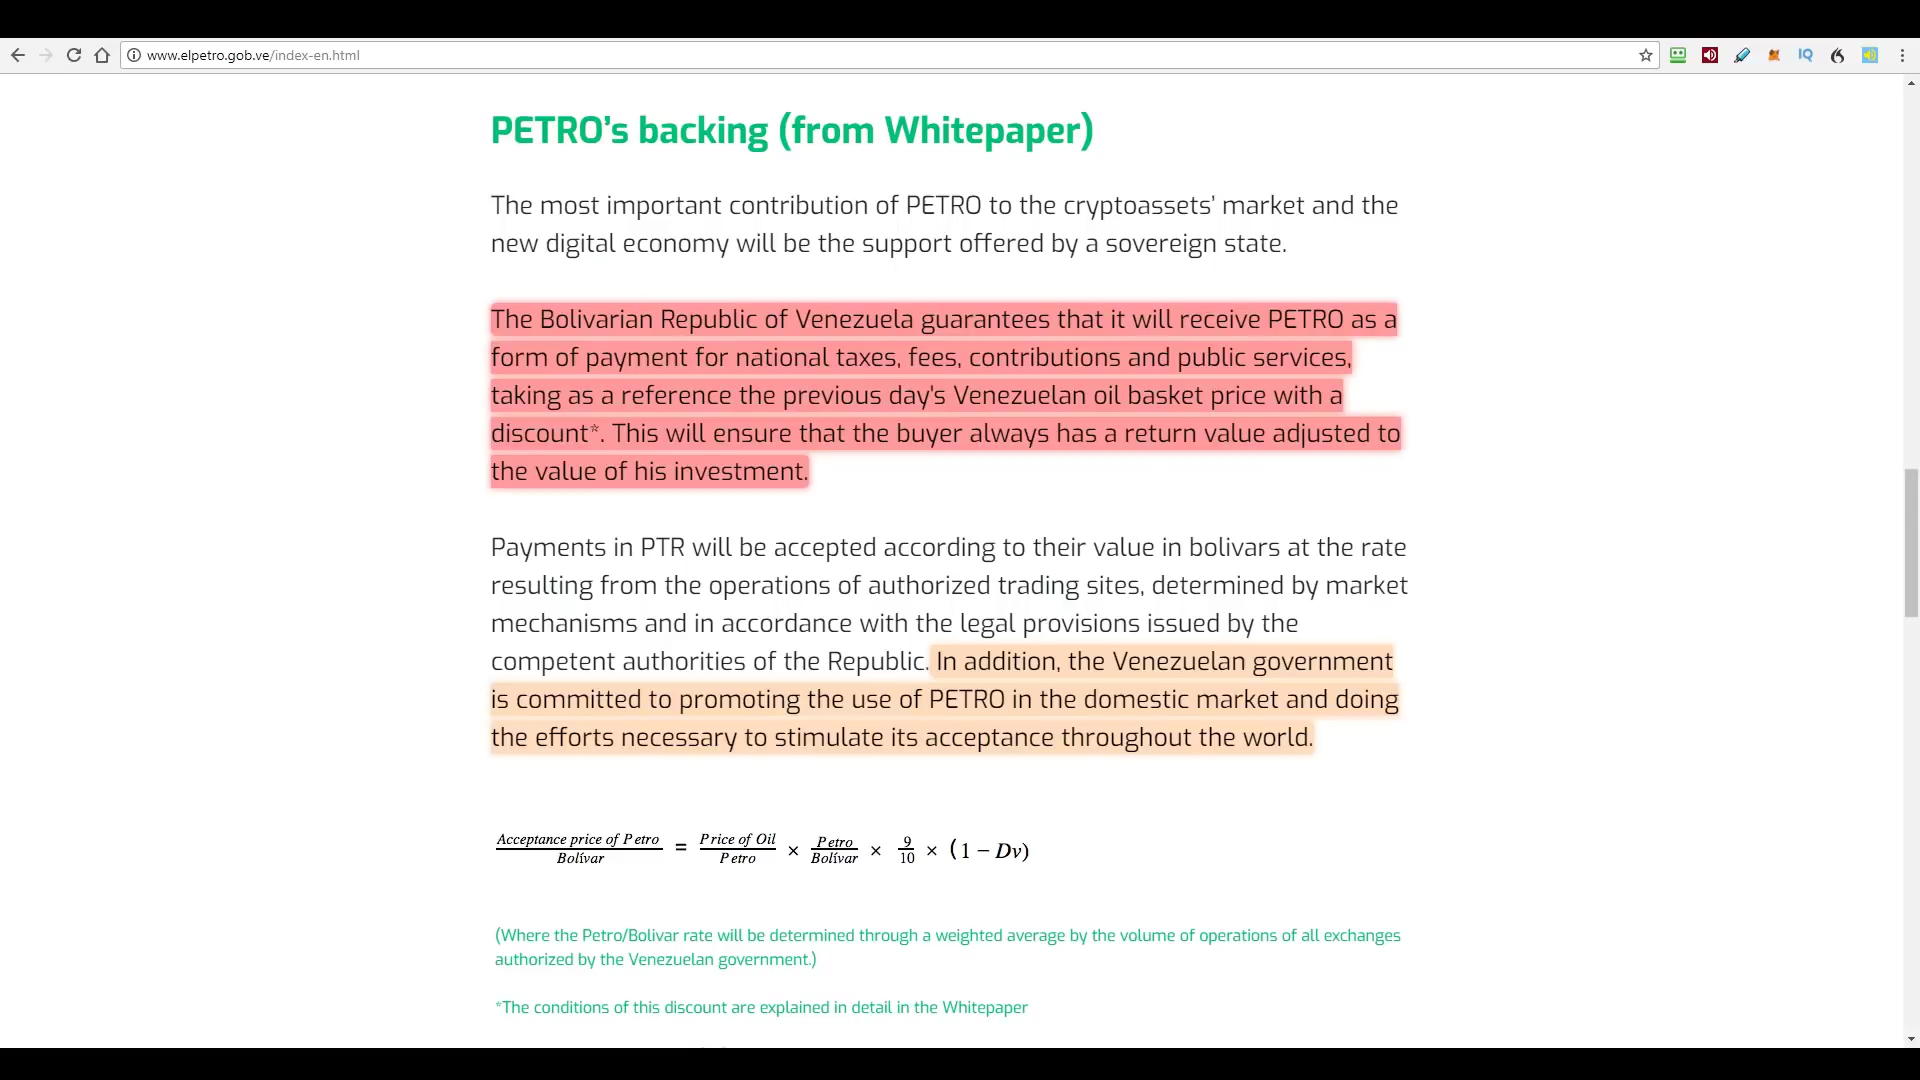 www.elpetro.gob.ve/index-en.html
IQ
PETRO's backing (from Whitepaper)
The most important contribution of PETRO to the cryptoassets' market and the
new digital economy will be the support offered by a sovereign state.
The Bolivarian Republic of Venezuela guarantees that it will receive PETRO as a
form of payment for national taxes, fees, contributions and public services,
taking as a reference the previous day's Venezuelan oil basket price with a
discount*. This will ensure that the buyer always has a return value adjusted to
the value of his investment.
Payments in PTR will be accepted according to their value in bolivars at the rate
resulting from the operations of authorized trading sites, determined by market
mechanisms and in accordance with the legal provisions issued by the
competent authorities of the Republic. In addition, the Venezuelan government
is committed to promoting the use of PETRO in the domestic market and doing
the efforts necessary to stimulate its acceptance throughout the world.
Acceptance price of Petro / Bolívar = Price of Oil / Petro × Petro / Bolívar × 9/10 × (1 − Dv)
(Where the Petro/Bolivar rate will be determined through a weighted average by the volume of operations of all exchanges
authorized by the Venezuelan government.)
*The conditions of this discount are explained in detail in the Whitepaper